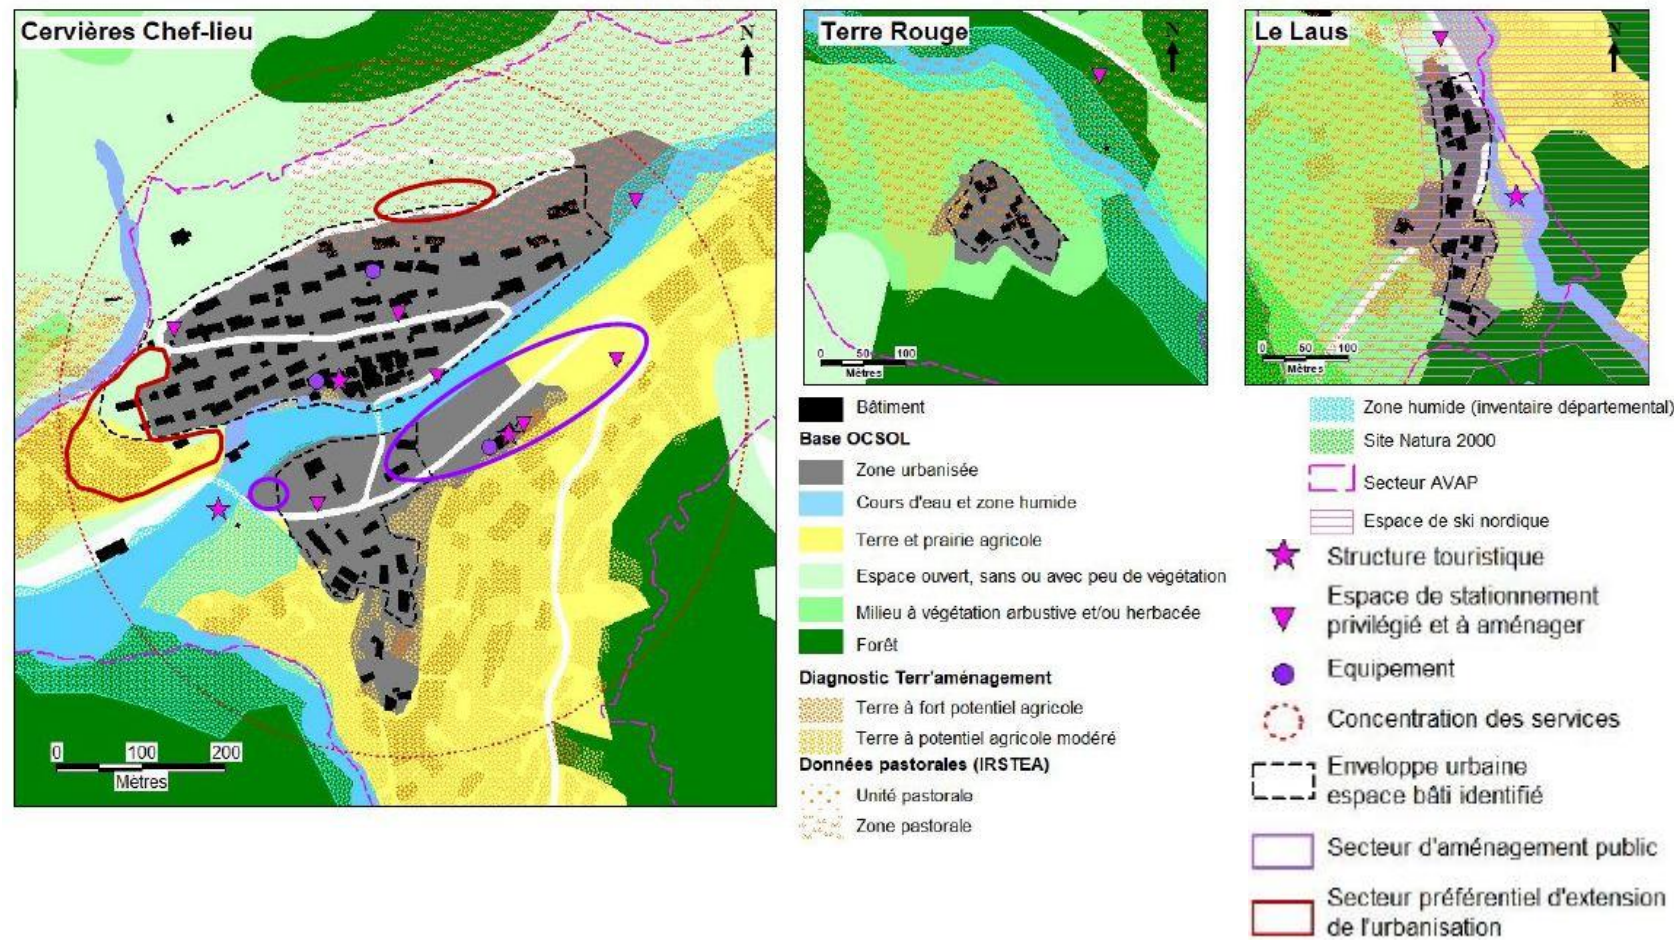 Cervières Chef-lieu
N
0 100 200
Mètres
Terre Rouge
N
0 50 100
Mètres
Le Laus
N
0 50 100
Mètres
Bâtiment
Base OCSOL
Zone urbanisée
Cours d'eau et zone humide
Terre et prairie agricole
Espace ouvert, sans ou avec peu de végétation
Milieu à végétation arbustive et/ou herbacée
Forêt
Diagnostic Terr'aménagement
Terre à fort potentiel agricole
Terre à potentiel agricole modéré
Données pastorales (IRSTEA)
Unité pastorale
Zone pastorale
Zone humide (inventaire départemental)
Site Natura 2000
Secteur AVAP
Espace de ski nordique
Structure touristique
Espace de stationnement
privilégié et à aménager
Equipement
Concentration des services
Enveloppe urbaine
espace bâti identifié
Secteur d'aménagement public
Secteur préférentiel d'extension
de l'urbanisation